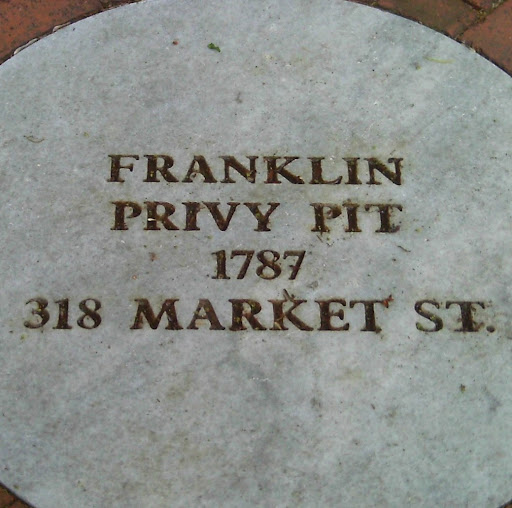 FRANKLIN
PRIVY PIT
1787
318 MARKET ST.